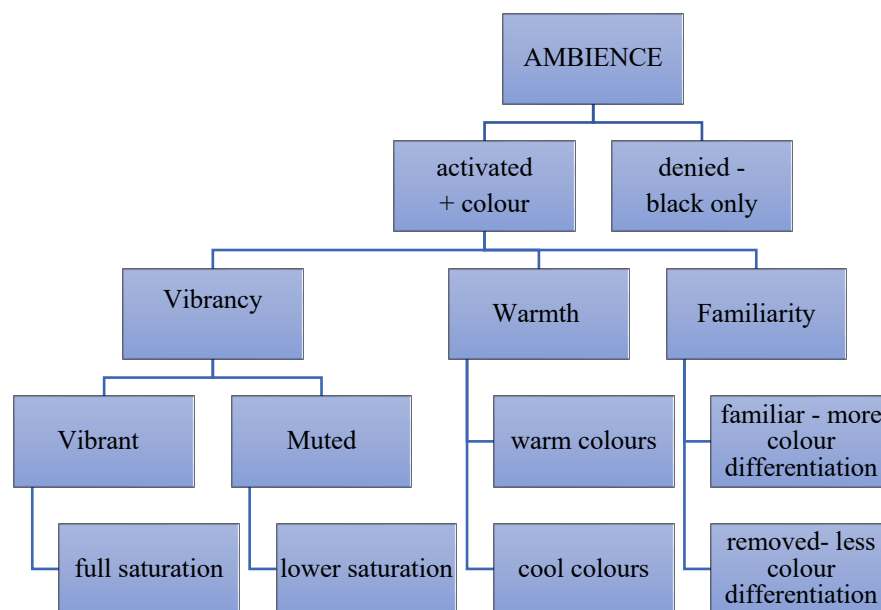 AMBIENCE
activated
+ colour
denied -
black only
Vibrancy
Warmth
Familiarity
Vibrant
Muted
warm colours
familiar - more
colour
differentiation
full saturation
lower saturation
cool colours
removed- less
colour
differentiation